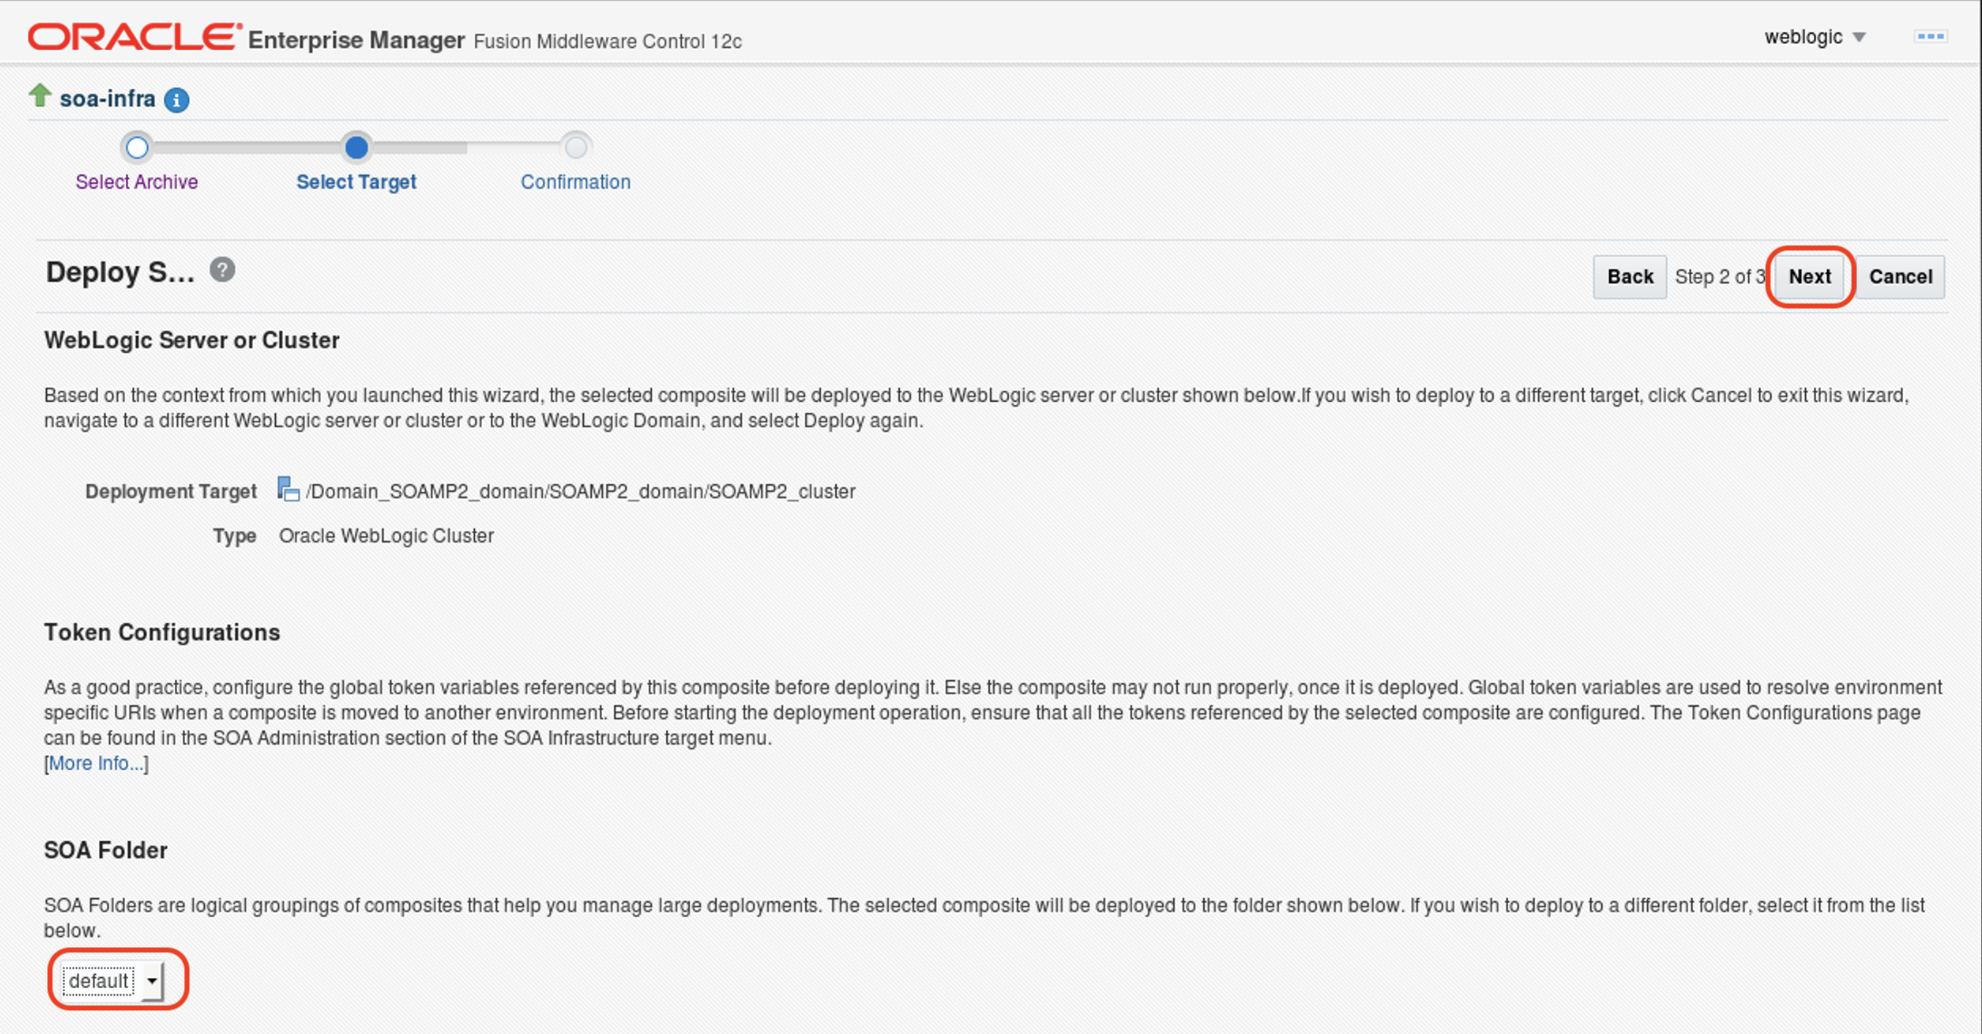 ORACLE Enterprise Manager Fusion Middleware Control 12c
weblogic
soa-infra
Select Archive Select Target Confirmation
Deploy S... ?
Back Step 2 of 3 Next Cancel
WebLogic Server or Cluster
Based on the context from which you launched this wizard, the selected composite will be deployed to the WebLogic server or cluster shown below.If you wish to deploy to a different target, click Cancel to exit this wizard,
navigate to a different WebLogic server or cluster or to the WebLogic Domain, and select Deploy again.
Deployment Target /Domain_SOAMP2_domain/SOAMP2_domain/SOAMP2_cluster
Type Oracle WebLogic Cluster
Token Configurations
As a good practice, configure the global token variables referenced by this composite before deploying it. Else the composite may not run properly, once it is deployed. Global token variables are used to resolve environment
specific URIs when a composite is moved to another environment. Before starting the deployment operation, ensure that all the tokens referenced by the selected composite are configured. The Token Configurations page
can be found in the SOA Administration section of the SOA Infrastructure target menu.
[More Info...]
SOA Folder
SOA Folders are logical groupings of composites that help you manage large deployments. The selected composite will be deployed to the folder shown below. If you wish to deploy to a different folder, select it from the list
below.
default